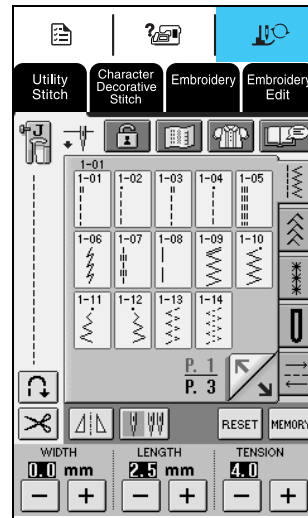 Utility Stitch
Character Decorative Stitch
Embroidery
Embroidery Edit
J
1-01
1-01 1-02 1-03 1-04 1-05
1-06 1-07 1-08 1-09 1-10
1-11 1-12 1-13 1-14
P. 1
P. 3
RESET MEMORY
WIDTH LENGTH TENSION
0.0 mm 2.5 mm 4.0
− + − + − +